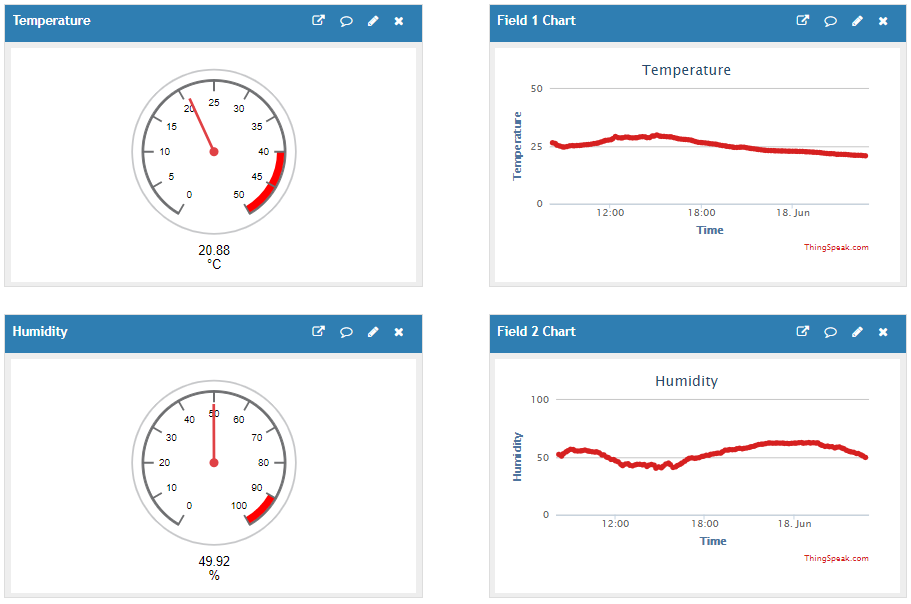 Temperature
25
20
30
15
35
10
40
5
45
0
50
20.88
°C
Field 1 Chart
Temperature
50
25
0
Temperature
12:00
18:00
18. Jun
Time
ThingSpeak.com
Humidity
50
40
60
30
70
20
80
10
90
0
100
49.92
%
Field 2 Chart
Humidity
100
50
0
Humidity
12:00
18:00
18. Jun
Time
ThingSpeak.com